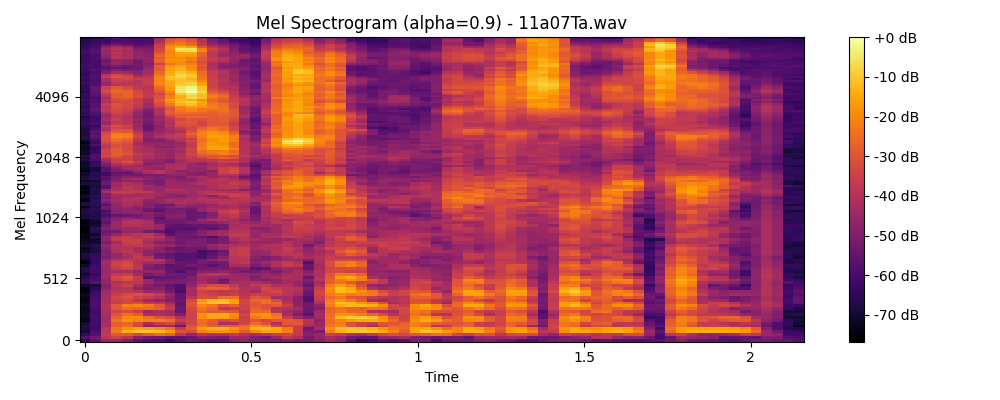 Mel Spectrogram (alpha=0.9) - 11a07Ta.wav
+0 dB
-10 dB
-20 dB
-30 dB
-40 dB
-50 dB
-60 dB
-70 dB
Mel Frequency
4096
2048
1024
512
0
0
0.5
1
1.5
2
Time